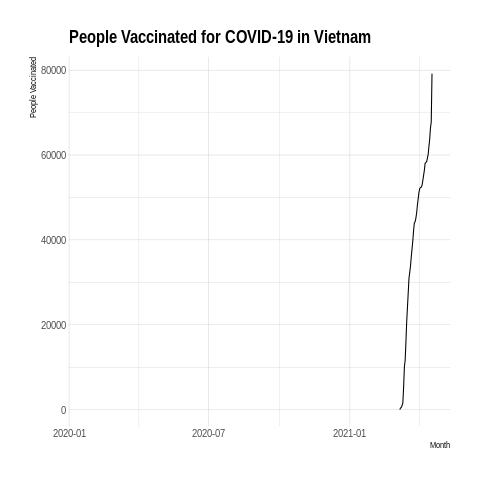 People Vaccinated for COVID-19 in Vietnam
People Vaccinated
80000
60000
40000
20000
0
2020-01 2020-07 2021-01
Month